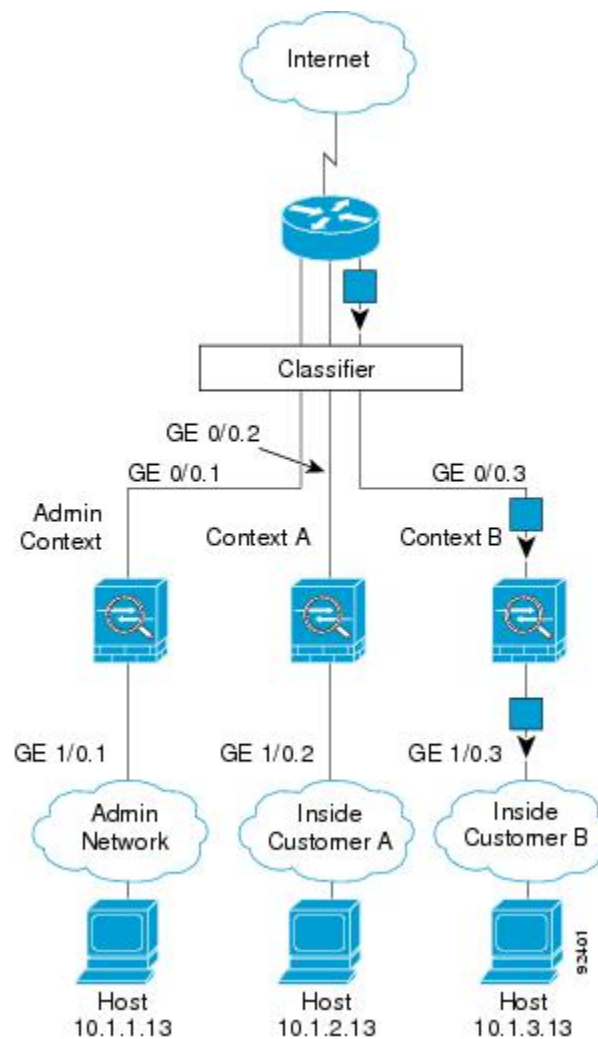 Internet
Classifier
GE 0/0.2
GE 0/0.1
GE 0/0.3
Admin
Context
Context A
Context B
GE 1/0.1
GE 1/0.2
GE 1/0.3
Admin
Network
Inside
Customer A
Inside
Customer B
92401
Host
10.1.1.13
Host
10.1.2.13
Host
10.1.3.13